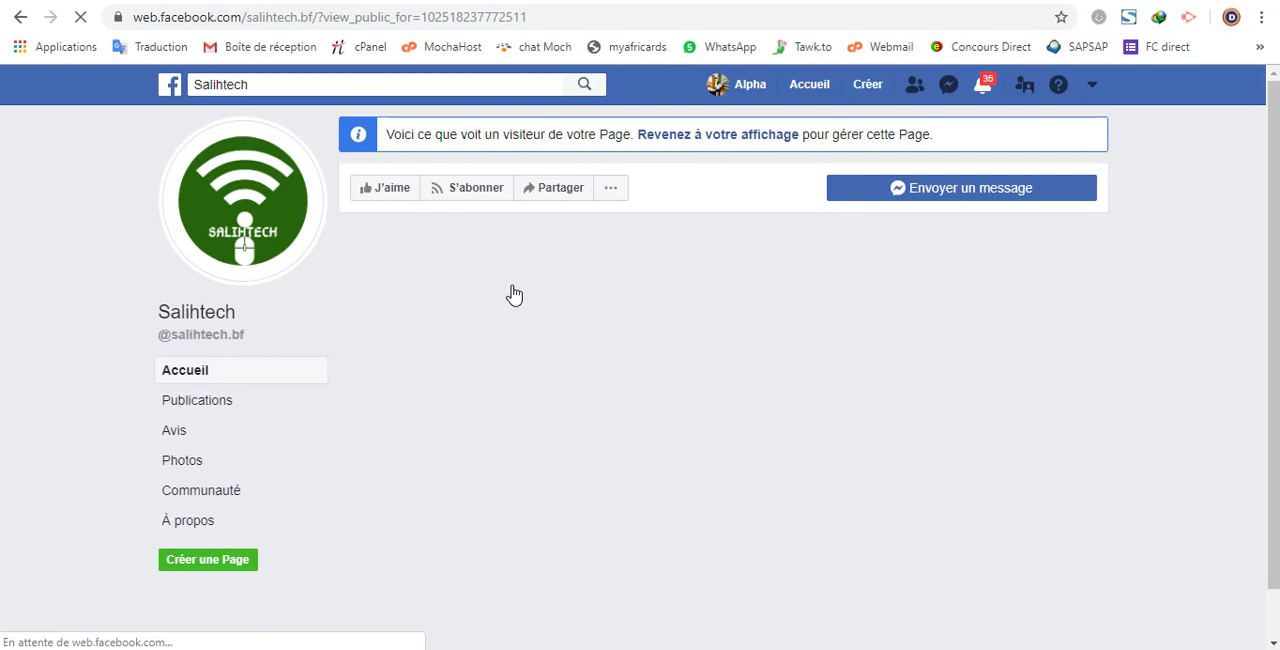 web.facebook.com/salihtech.bf/?view_public_for=102518237772511
Applications Traduction Boîte de réception cPanel MochaHost chat Moch myafricards WhatsApp Tawk.to Webmail Concours Direct SAPSAP FC direct »
Salihtech Alpha Accueil Créer 36
Voici ce que voit un visiteur de votre Page. Revenez à votre affichage pour gérer cette Page.
J'aime S'abonner Partager ... Envoyer un message
SALIHTECH
Salihtech
@salihtech.bf
Accueil
Publications
Avis
Photos
Communauté
À propos
Créer une Page
En attente de web.facebook.com...